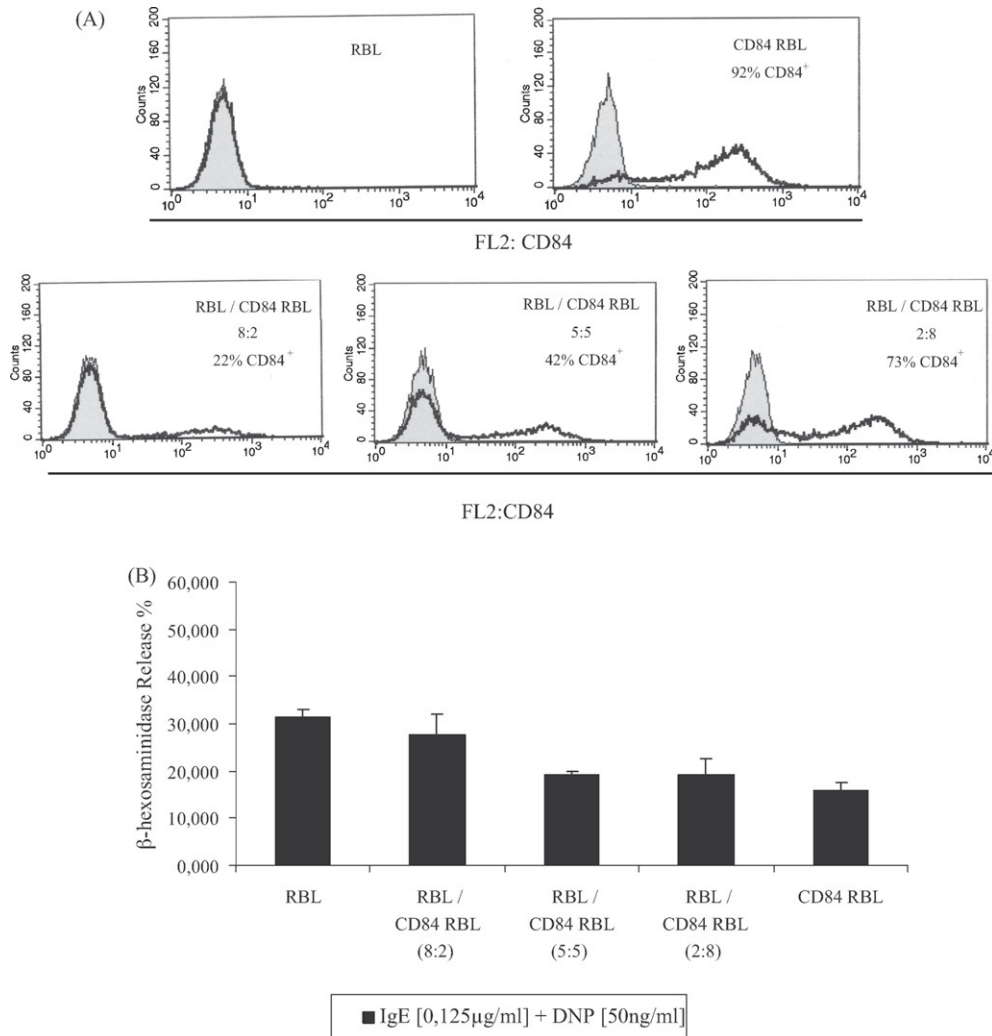 (A)
RBL
CD84 RBL
92% CD84+
Counts
200
160
120
80
40
0
10^0
10^1
10^2
10^3
10^4
Counts
200
160
120
80
40
0
10^0
10^1
10^2
10^3
10^4
FL2: CD84
RBL / CD84 RBL
8:2
22% CD84+
Counts
200
160
120
80
40
0
10^0
10^1
10^2
10^3
10^4
RBL / CD84 RBL
5:5
42% CD84+
Counts
200
160
120
80
40
0
10^0
10^1
10^2
10^3
10^4
RBL / CD84 RBL
2:8
73% CD84+
Counts
200
160
120
80
40
0
10^0
10^1
10^2
10^3
10^4
FL2:CD84
(B)
β-hexosaminidase Release %
60,000
50,000
40,000
30,000
20,000
10,000
0,000
RBL
RBL /
CD84 RBL
(8:2)
RBL /
CD84 RBL
(5:5)
RBL /
CD84 RBL
(2:8)
CD84 RBL
IgE [0,125µg/ml] + DNP [50ng/ml]